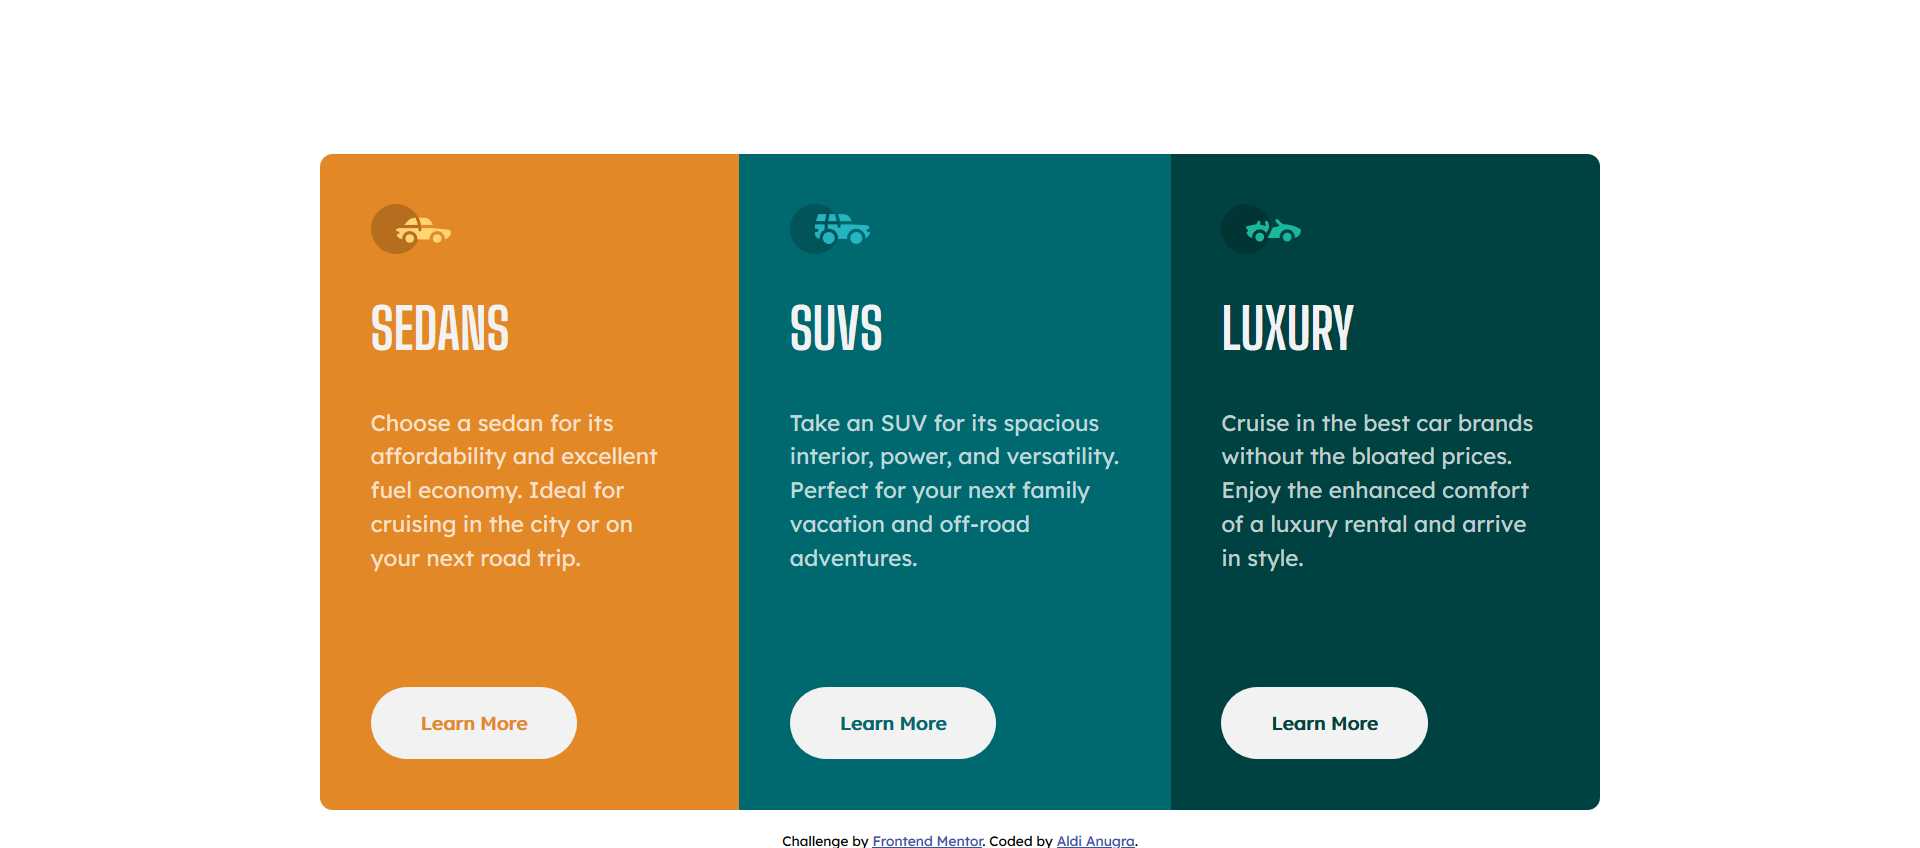 SEDANS
Choose a sedan for its
affordability and excellent
fuel economy. Ideal for
cruising in the city or on
your next road trip.
Learn More
SUVS
Take an SUV for its spacious
interior, power, and versatility.
Perfect for your next family
vacation and off-road
adventures.
Learn More
LUXURY
Cruise in the best car brands
without the bloated prices.
Enjoy the enhanced comfort
of a luxury rental and arrive
in style.
Learn More
Challenge by Frontend Mentor. Coded by Aldi Anugra.